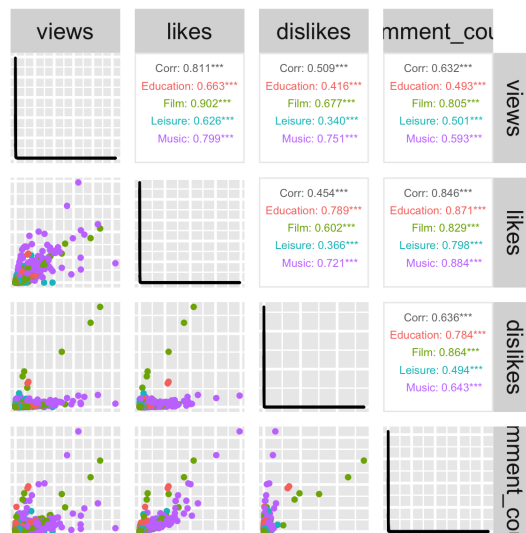 views likes dislikes mment_cou
Corr: 0.811*** Corr: 0.509*** Corr: 0.632***
Education: 0.663*** Education: 0.416*** Education: 0.493***
Film: 0.902*** Film: 0.677*** Film: 0.805***
Leisure: 0.626*** Leisure: 0.340*** Leisure: 0.501***
Music: 0.799*** Music: 0.751*** Music: 0.593***
views
Corr: 0.454*** Corr: 0.846***
Education: 0.789*** Education: 0.871***
Film: 0.602*** Film: 0.829***
Leisure: 0.366*** Leisure: 0.798***
Music: 0.721*** Music: 0.884***
likes
Corr: 0.636***
Education: 0.784***
Film: 0.864***
Leisure: 0.494***
Music: 0.643***
dislikes
mment_cou